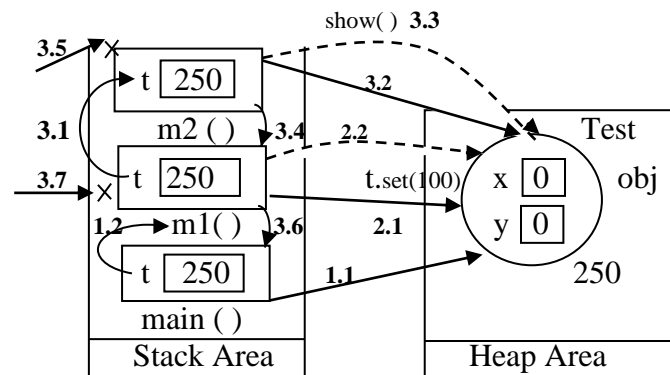 show( ) 3.3
3.5
t 250
3.2
3.1
m2 ( )
3.4
2.2
Test
t 250
t.set(100)
x 0
obj
3.7
1.2
m1( )
3.6
2.1
y 0
t 250
1.1
250
main ( )
Stack Area
Heap Area